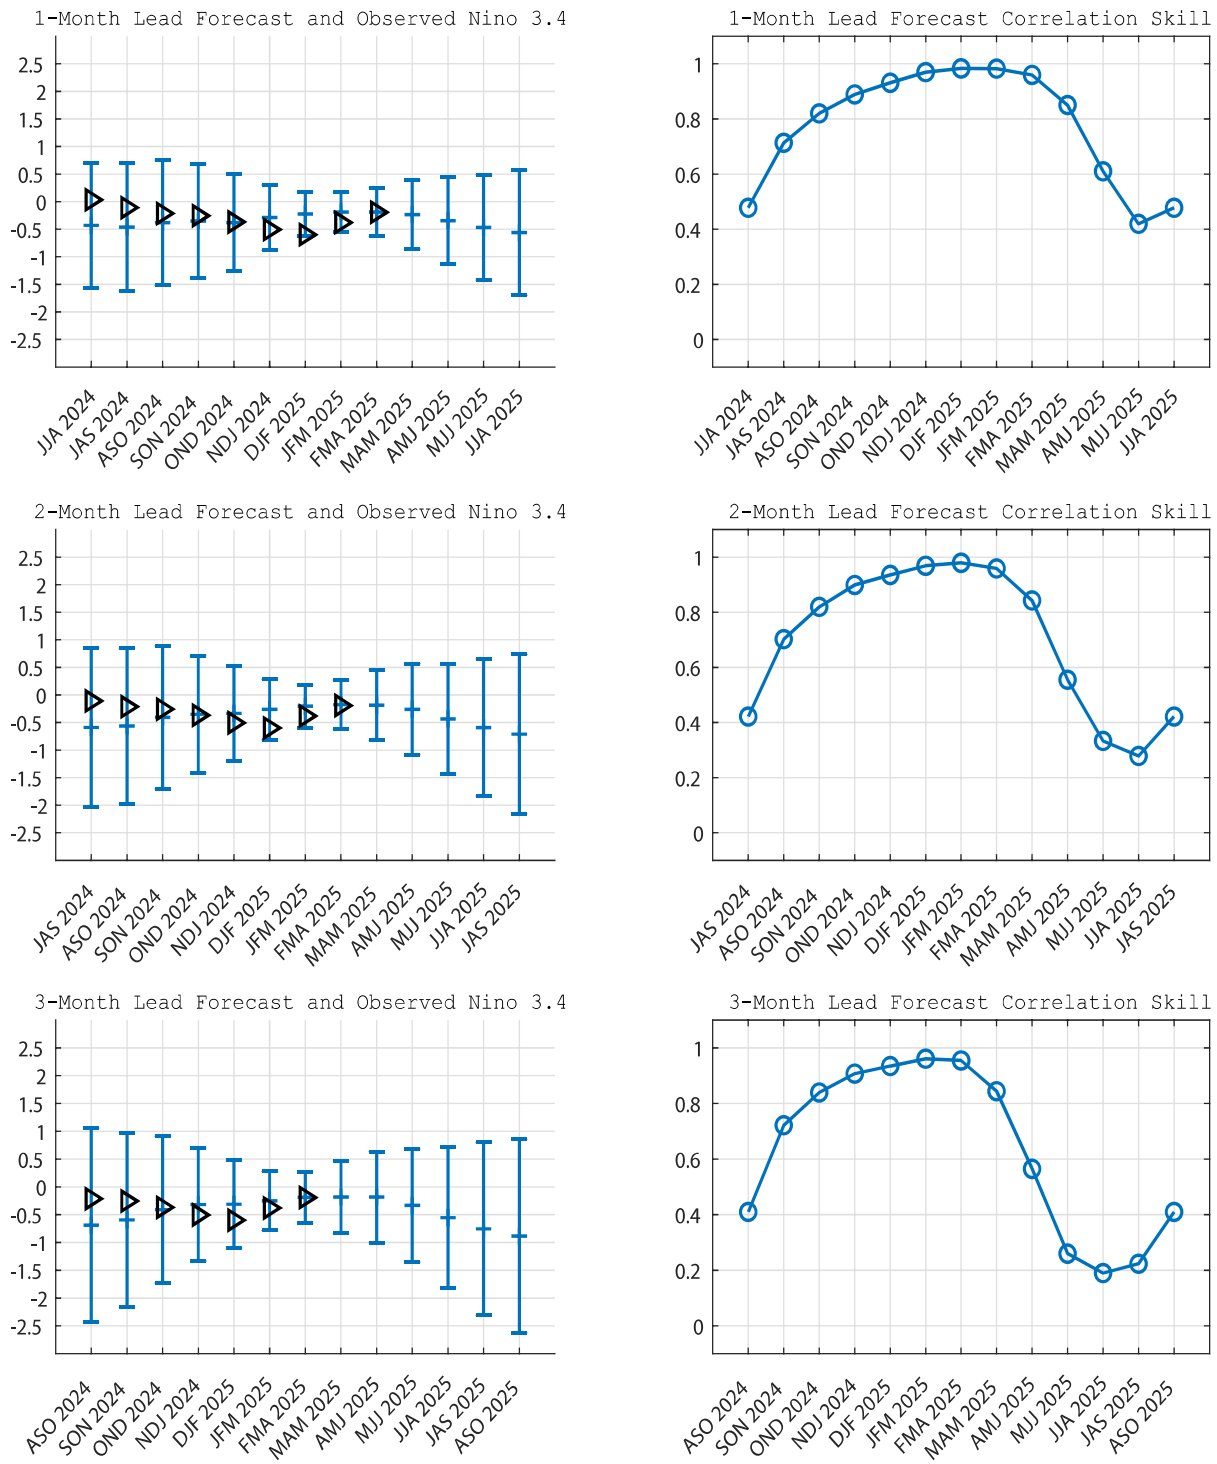 1-Month Lead Forecast and Observed Nino 3.4
2.5
2
1.5
1
0.5
0
-0.5
-1
-1.5
-2
-2.5
JJA 2024
JAS 2024
ASO 2024
SON 2024
OND 2024
NDJ 2024
DJF 2025
JFM 2025
FMA 2025
MAM 2025
AMJ 2025
MJJ 2025
JJA 2025
1-Month Lead Forecast Correlation Skill
1
0.8
0.6
0.4
0.2
0
JJA 2024
JAS 2024
ASO 2024
SON 2024
OND 2024
NDJ 2024
DJF 2025
JFM 2025
FMA 2025
MAM 2025
AMJ 2025
MJJ 2025
JJA 2025
2-Month Lead Forecast and Observed Nino 3.4
2.5
2
1.5
1
0.5
0
-0.5
-1
-1.5
-2
-2.5
JAS 2024
ASO 2024
SON 2024
OND 2024
NDJ 2024
DJF 2025
JFM 2025
FMA 2025
MAM 2025
AMJ 2025
MJJ 2025
JJA 2025
JAS 2025
2-Month Lead Forecast Correlation Skill
1
0.8
0.6
0.4
0.2
0
JAS 2024
ASO 2024
SON 2024
OND 2024
NDJ 2024
DJF 2025
JFM 2025
FMA 2025
MAM 2025
AMJ 2025
MJJ 2025
JJA 2025
JAS 2025
3-Month Lead Forecast and Observed Nino 3.4
2.5
2
1.5
1
0.5
0
-0.5
-1
-1.5
-2
-2.5
ASO 2024
SON 2024
OND 2024
NDJ 2024
DJF 2025
JFM 2025
FMA 2025
MAM 2025
AMJ 2025
MJJ 2025
JJA 2025
JAS 2025
ASO 2025
3-Month Lead Forecast Correlation Skill
1
0.8
0.6
0.4
0.2
0
ASO 2024
SON 2024
OND 2024
NDJ 2024
DJF 2025
JFM 2025
FMA 2025
MAM 2025
AMJ 2025
MJJ 2025
JJA 2025
JAS 2025
ASO 2025